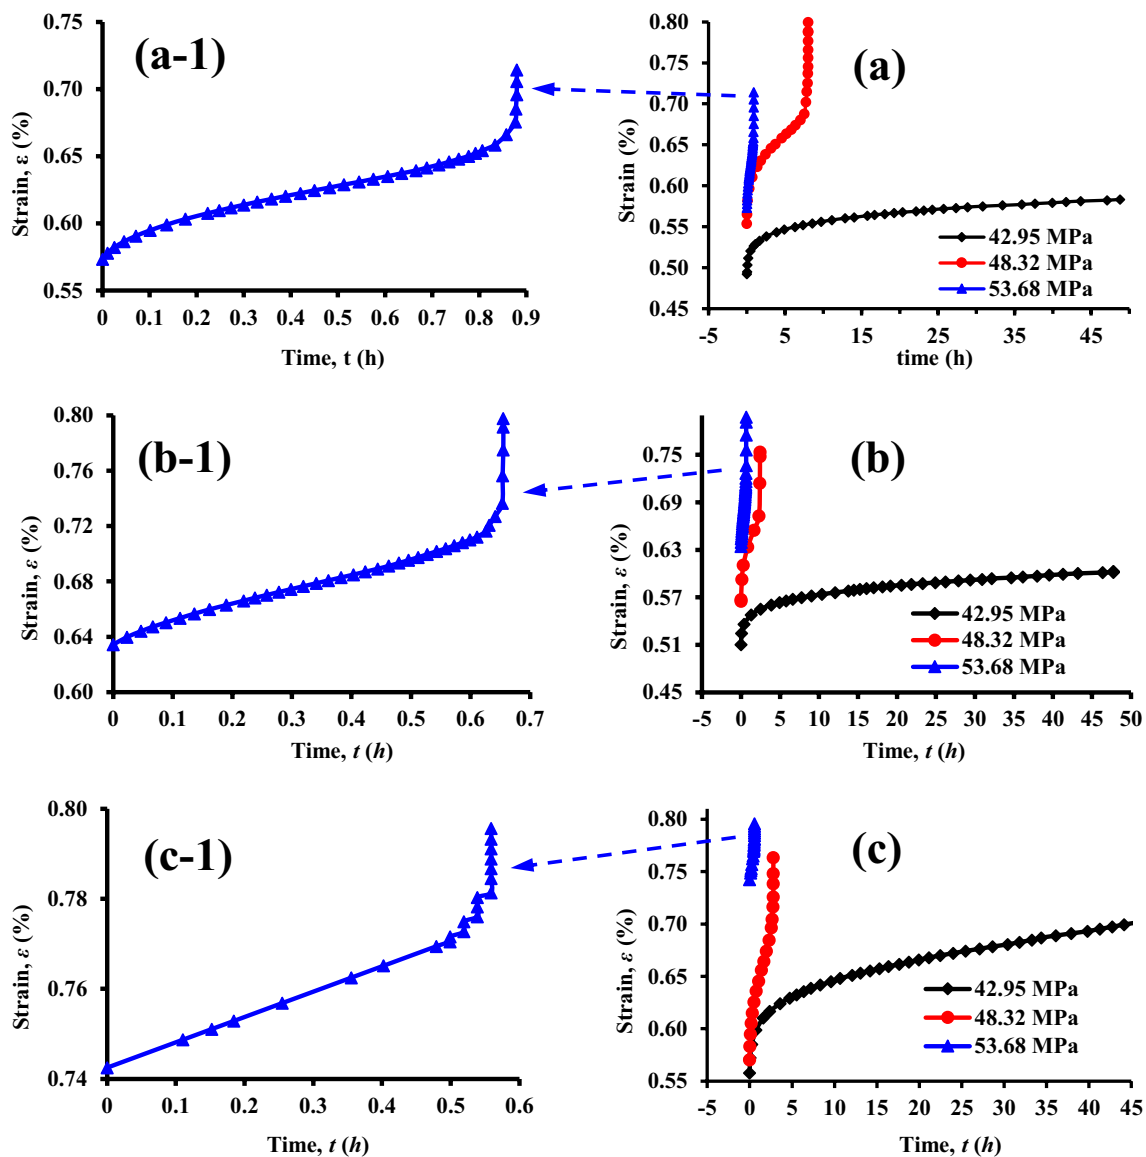 (a-1)
0.75
0.70
0.65
0.60
0.55
Strain, ε (%)
0 0.1 0.2 0.3 0.4 0.5 0.6 0.7 0.8 0.9
Time, t (h)
(a)
0.80
0.75
0.70
0.65
0.60
0.55
0.50
0.45
Strain (%)
42.95 MPa
48.32 MPa
53.68 MPa
-5 0 5 15 25 35 45
time (h)
(b-1)
0.80
0.76
0.72
0.68
0.64
0.60
Strain, ε (%)
0 0.1 0.2 0.3 0.4 0.5 0.6 0.7
Time, t (h)
(b)
0.75
0.69
0.63
0.57
0.51
0.45
Strain, ε (%)
42.95 MPa
48.32 MPa
53.68 MPa
-5 0 5 10 15 20 25 30 35 40 45 50
Time, t (h)
(c-1)
0.80
0.78
0.76
0.74
Strain, ε (%)
0 0.1 0.2 0.3 0.4 0.5 0.6
Time, t (h)
(c)
0.80
0.75
0.70
0.65
0.60
0.55
Strain, ε (%)
42.95 MPa
48.32 MPa
53.68 MPa
-5 0 5 10 15 20 25 30 35 40 45
Time, t (h)